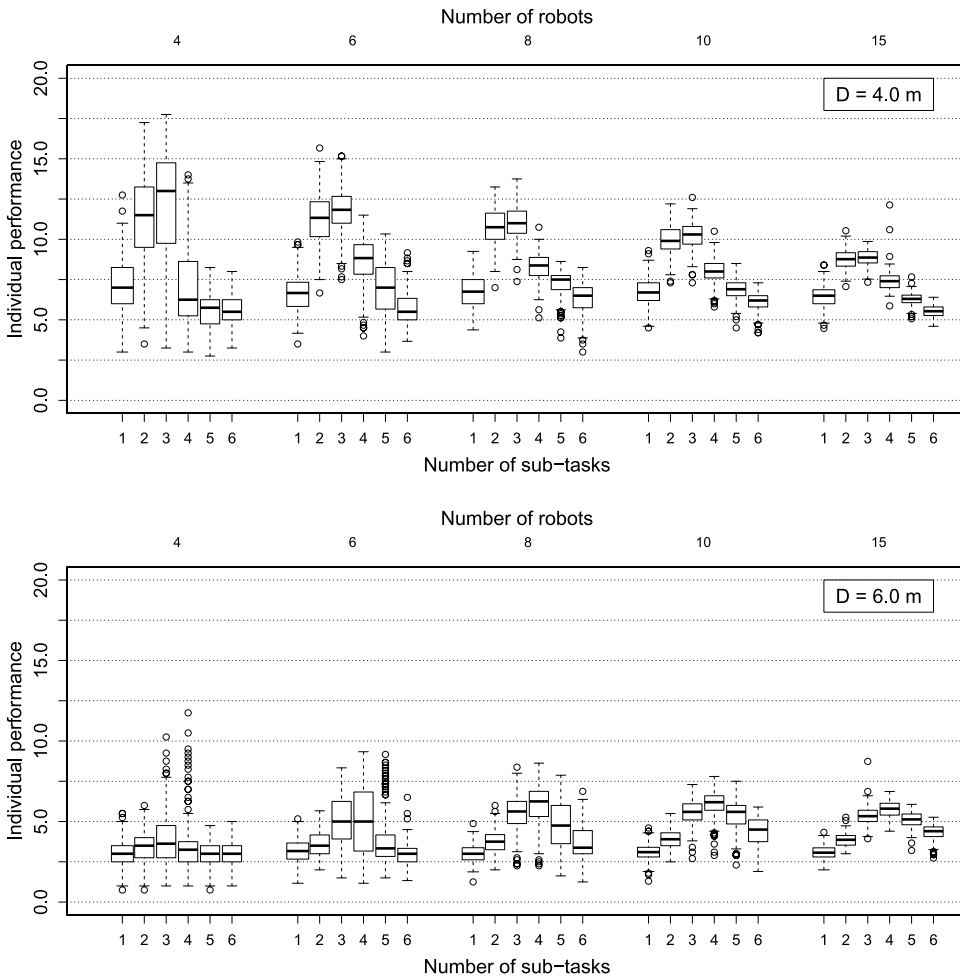 Number of robots
4 6 8 10 15
D = 4.0 m
Individual performance
20.0
15.0
10.0
5.0
0.0
1 2 3 4 5 6 1 2 3 4 5 6 1 2 3 4 5 6 1 2 3 4 5 6 1 2 3 4 5 6
Number of sub−tasks
Number of robots
4 6 8 10 15
D = 6.0 m
Individual performance
20.0
15.0
10.0
5.0
0.0
1 2 3 4 5 6 1 2 3 4 5 6 1 2 3 4 5 6 1 2 3 4 5 6 1 2 3 4 5 6
Number of sub−tasks